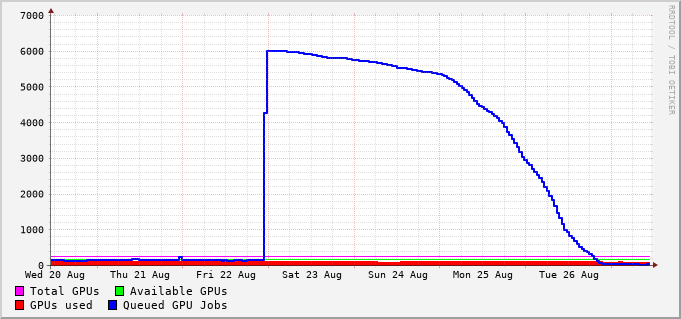 7000
6000
5000
4000
3000
2000
1000
0
Wed 20 Aug Thu 21 Aug Fri 22 Aug Sat 23 Aug Sun 24 Aug Mon 25 Aug Tue 26 Aug
Total GPUs Available GPUs
GPUs used Queued GPU Jobs
RRDTOOL / TOBI OETIKER